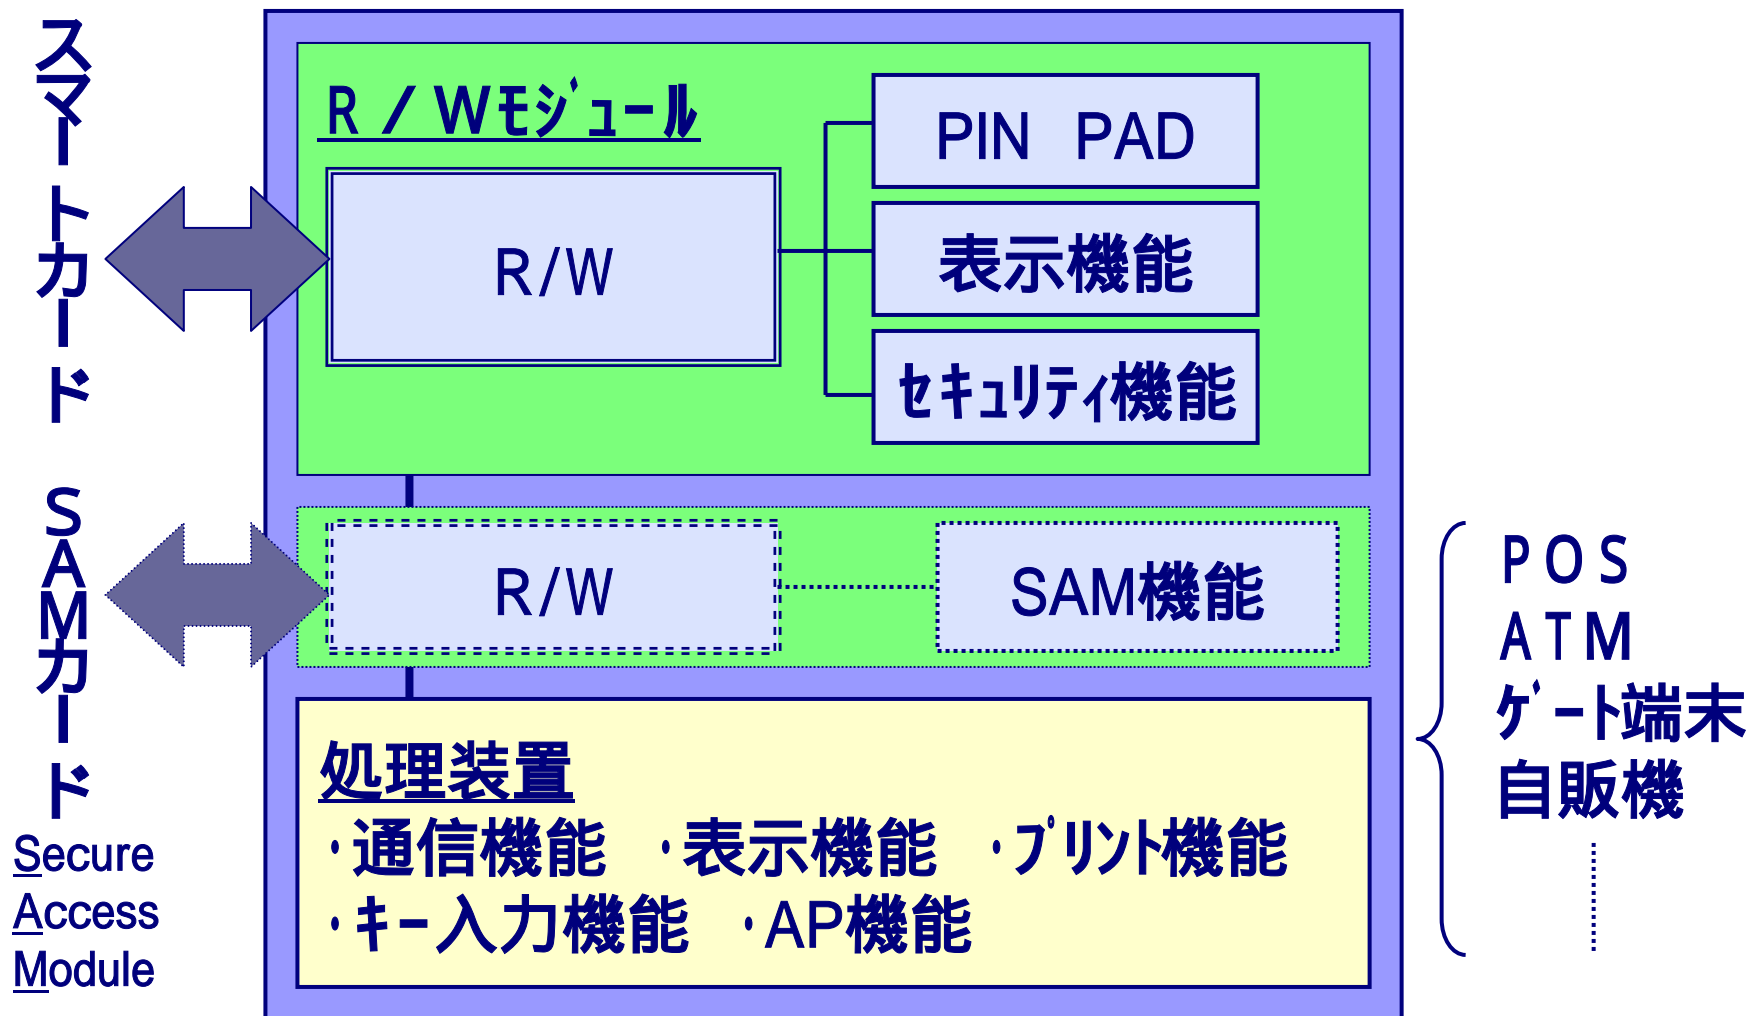 スマートカード
R/Wﾓｼﾞｭｰﾙ
R/W
PIN PAD
表示機能
ｾｷｭﾘﾃｨ機能
SAMカード
Secure
Access
Module
R/W
SAM機能
処理装置
・通信機能 ・表示機能 ・ﾌﾟﾘﾝﾄ機能
・ｷｰ入力機能 ・AP機能
POS
ATM
ｹﾞｰﾄ端末
自販機